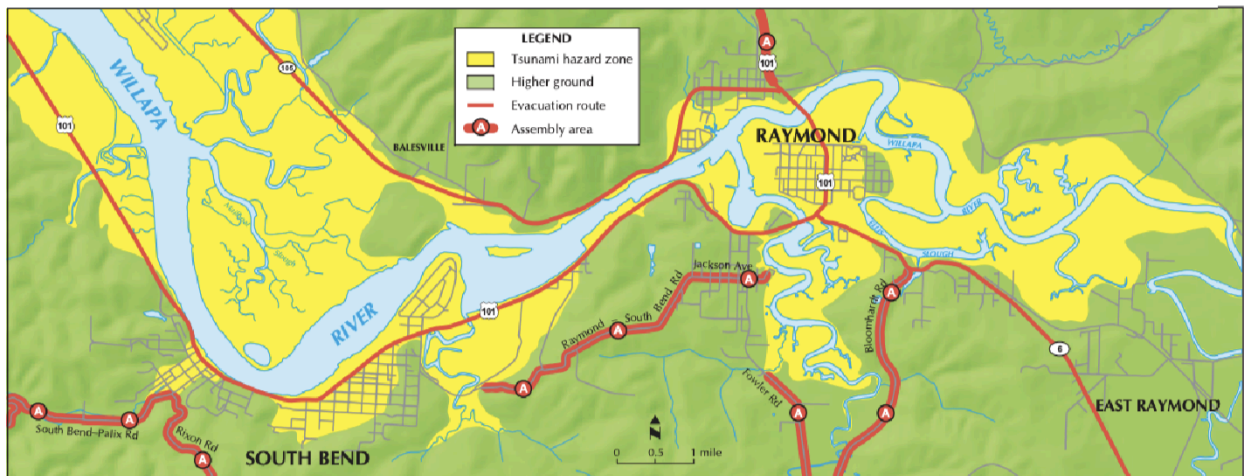 LEGEND
Tsunami hazard zone
Higher ground
Evacuation route
A Assembly area
WILLAPA
RIVER
101
105
BALESVILLE
101
A
101
RAYMOND
101
WILLAPA
RIVER
SLOUGH
Jackson Ave
A
Raymond – South Bend Rd
A
A
101
Bloomhardt Rd
A
A
6
Fowler Rd
A
EAST RAYMOND
A
A
South Bend–Palix Rd
Rixon Rd
A
SOUTH BEND
N
0 0.5 1 mile